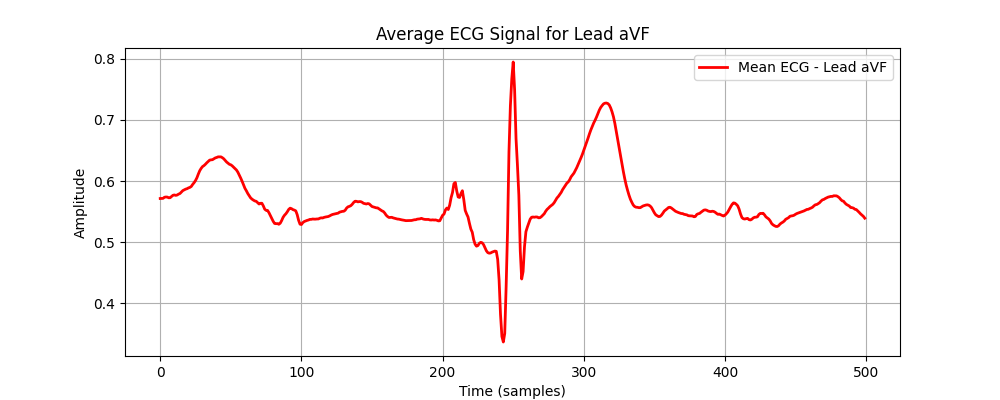 Average ECG Signal for Lead aVF
Mean ECG - Lead aVF
Amplitude
0.8
0.7
0.6
0.5
0.4
0 100 200 300 400 500
Time (samples)